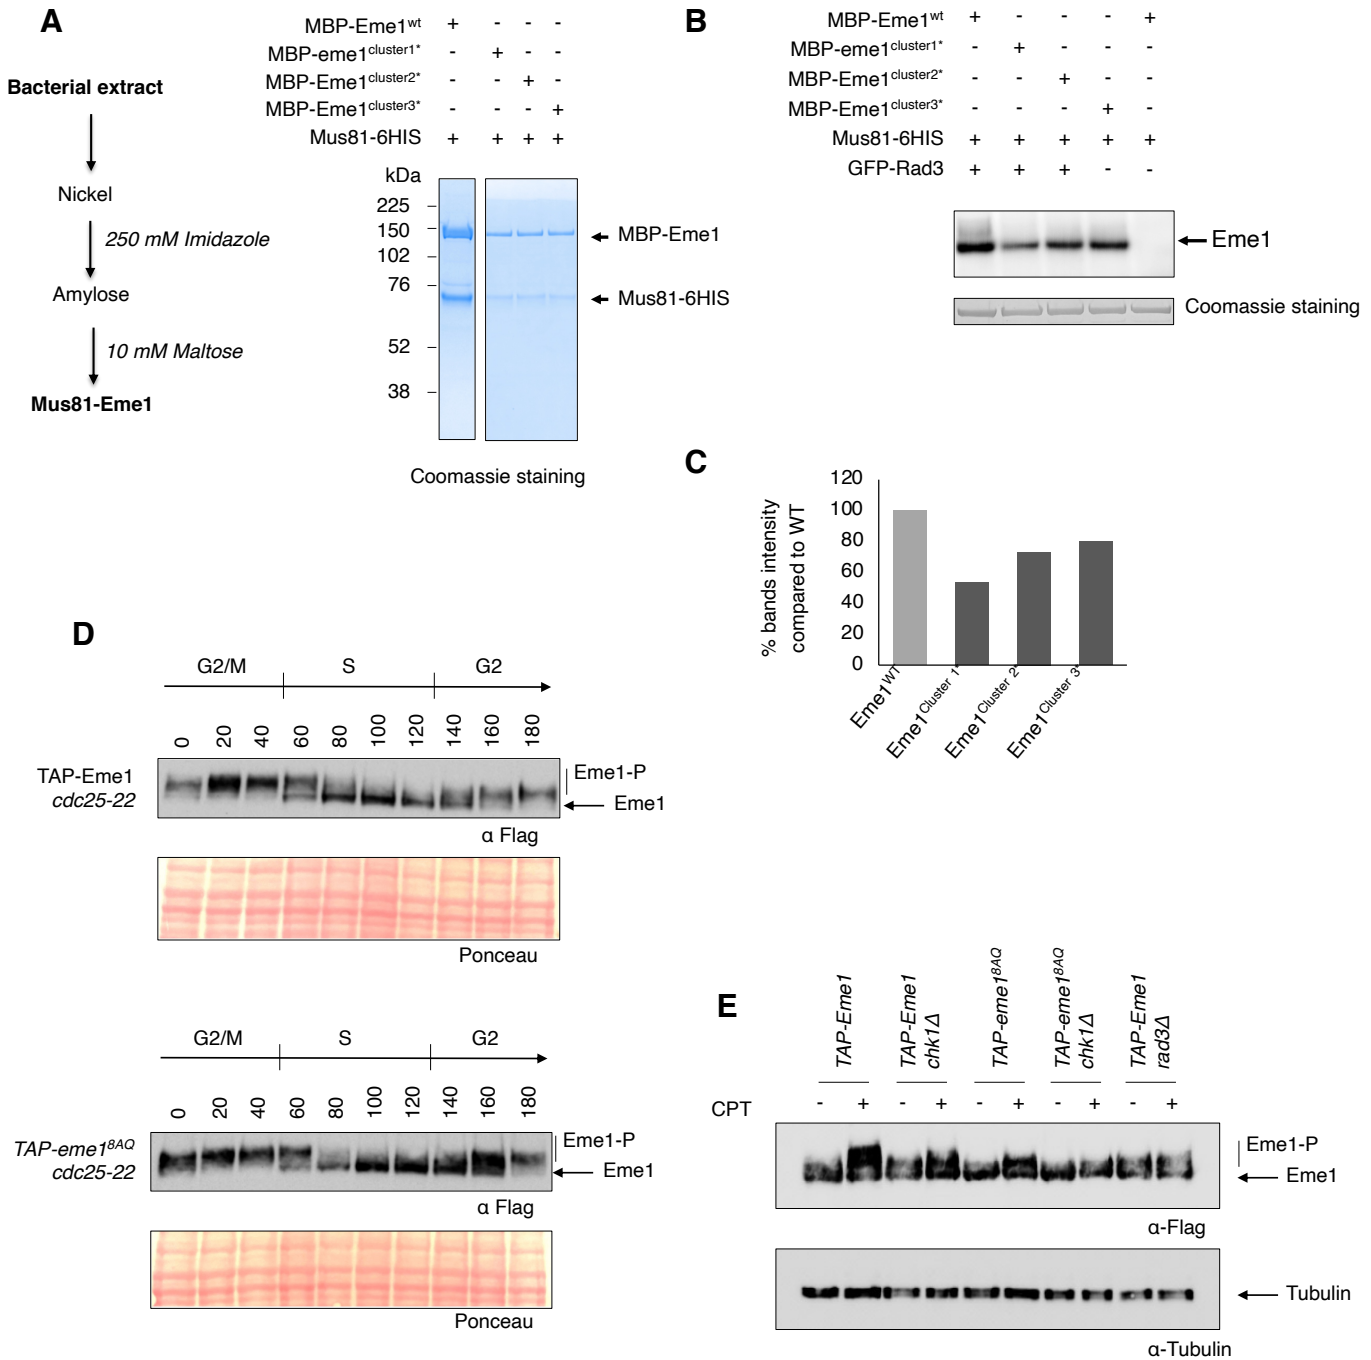 A
MBP-Eme1wt + - - -
MBP-eme1cluster1* - + - -
MBP-Eme1cluster2* - - + -
MBP-Eme1cluster3* - - - +
Mus81-6HIS + + + +
Bacterial extract
Nickel
250 mM Imidazole
Amylose
10 mM Maltose
Mus81-Eme1
kDa
225
150
102
76
52
38
MBP-Eme1
Mus81-6HIS
Coomassie staining
B
MBP-Eme1wt + - - - +
MBP-eme1cluster1* - + - - -
MBP-Eme1cluster2* - - + - -
MBP-Eme1cluster3* - - - + -
Mus81-6HIS + + + + +
GFP-Rad3 + + + - -
Eme1
Coomassie staining
C
% bands intensity
compared to WT
120
100
80
60
40
20
0
Eme1WT
Eme1Cluster 1*
Eme1Cluster 2*
Eme1Cluster 3*
D
G2/M S G2
0 20 40 60 80 100 120 140 160 180
TAP-Eme1
cdc25-22
Eme1-P
Eme1
α Flag
Ponceau
G2/M S G2
0 20 40 60 80 100 120 140 160 180
TAP-eme18AQ
cdc25-22
Eme1-P
Eme1
α Flag
Ponceau
E
TAP-Eme1
TAP-Eme1
chk1Δ
TAP-eme18AQ
TAP-eme18AQ
chk1Δ
TAP-Eme1
rad3Δ
CPT - + - + - + - + - +
Eme1-P
Eme1
α-Flag
Tubulin
α-Tubulin